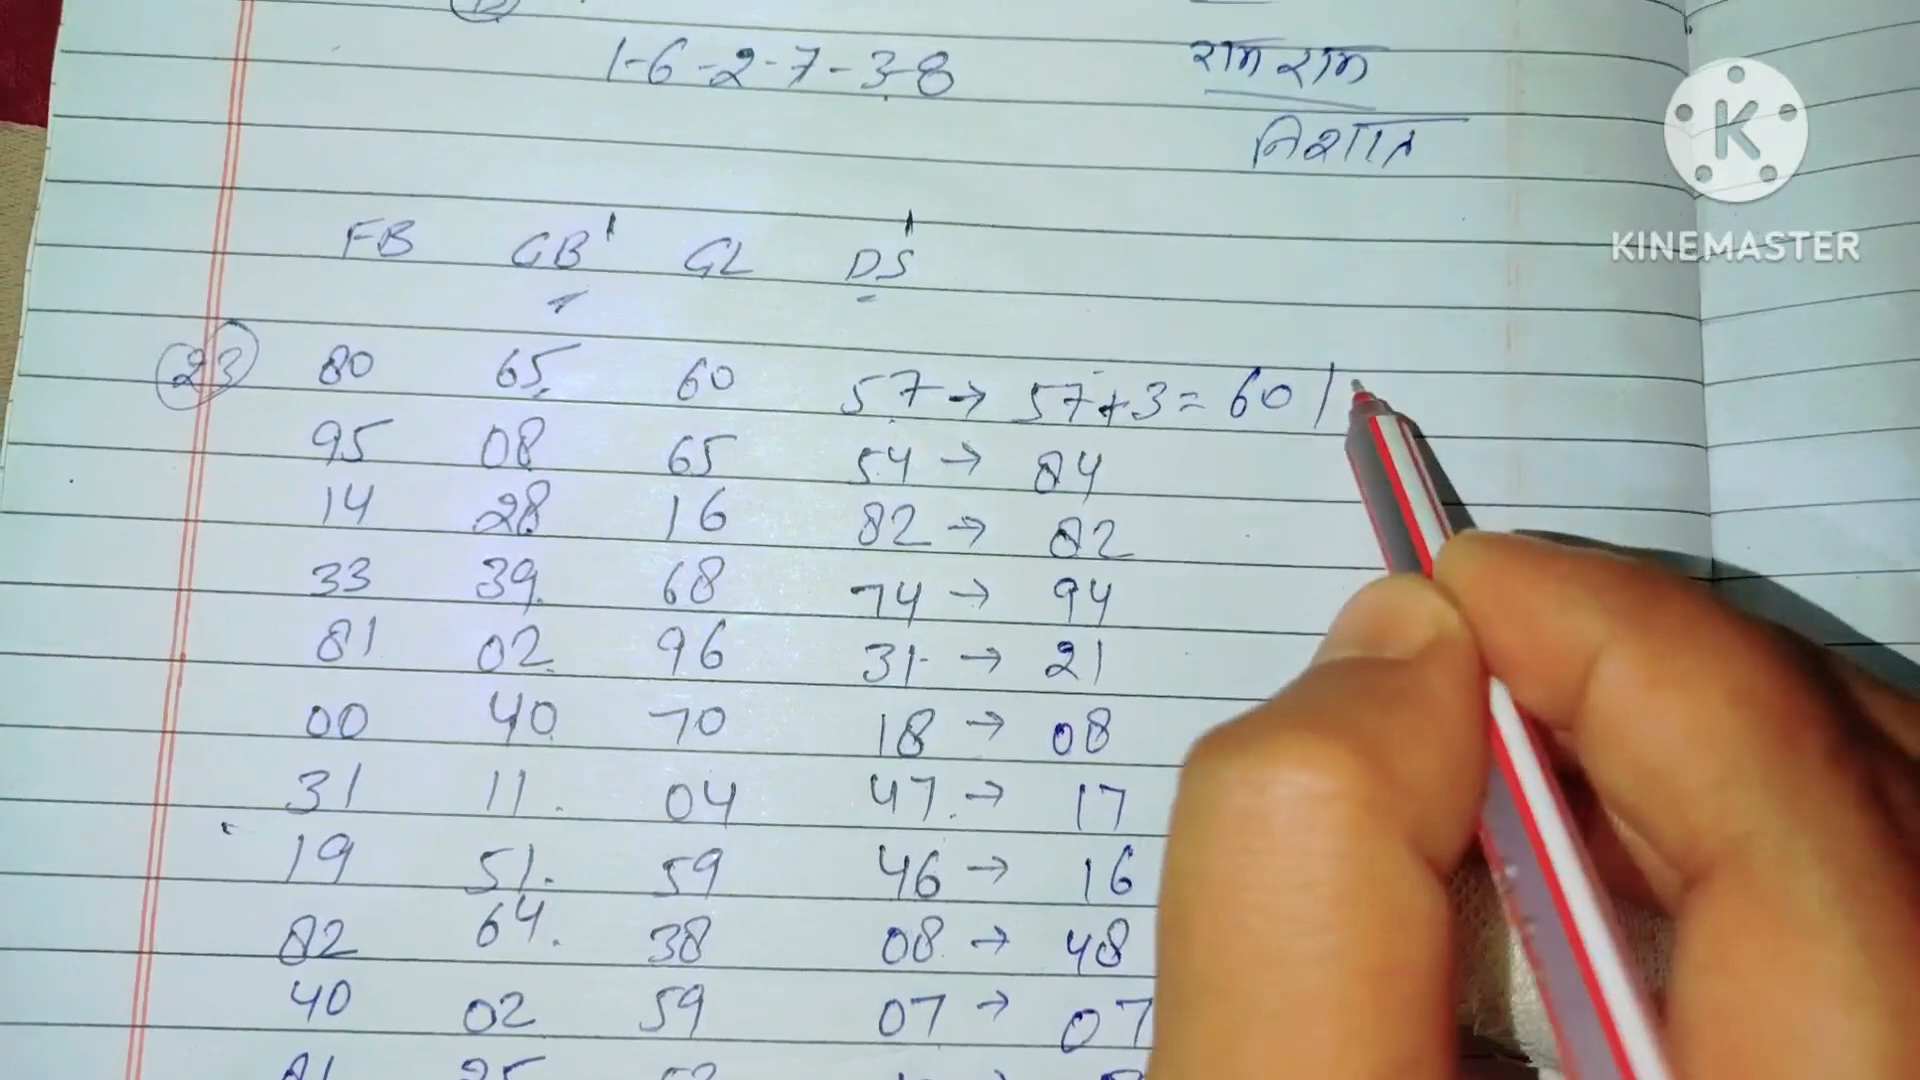 1-6-2-7-3-8 राम राम
निशान
K
KINEMASTER
FB GB GL DS
23 80 65 60 57 → 57+3=60 |
95 08 65 54 → 84
14 28 16 82 → 82
33 39 68 74 → 94
81 02 96 31 → 21
00 40 70 18 → 08
31 11 04 47 → 17
19 51 59 46 → 16
82 64 38 08 → 48
40 02 59 07 → 07